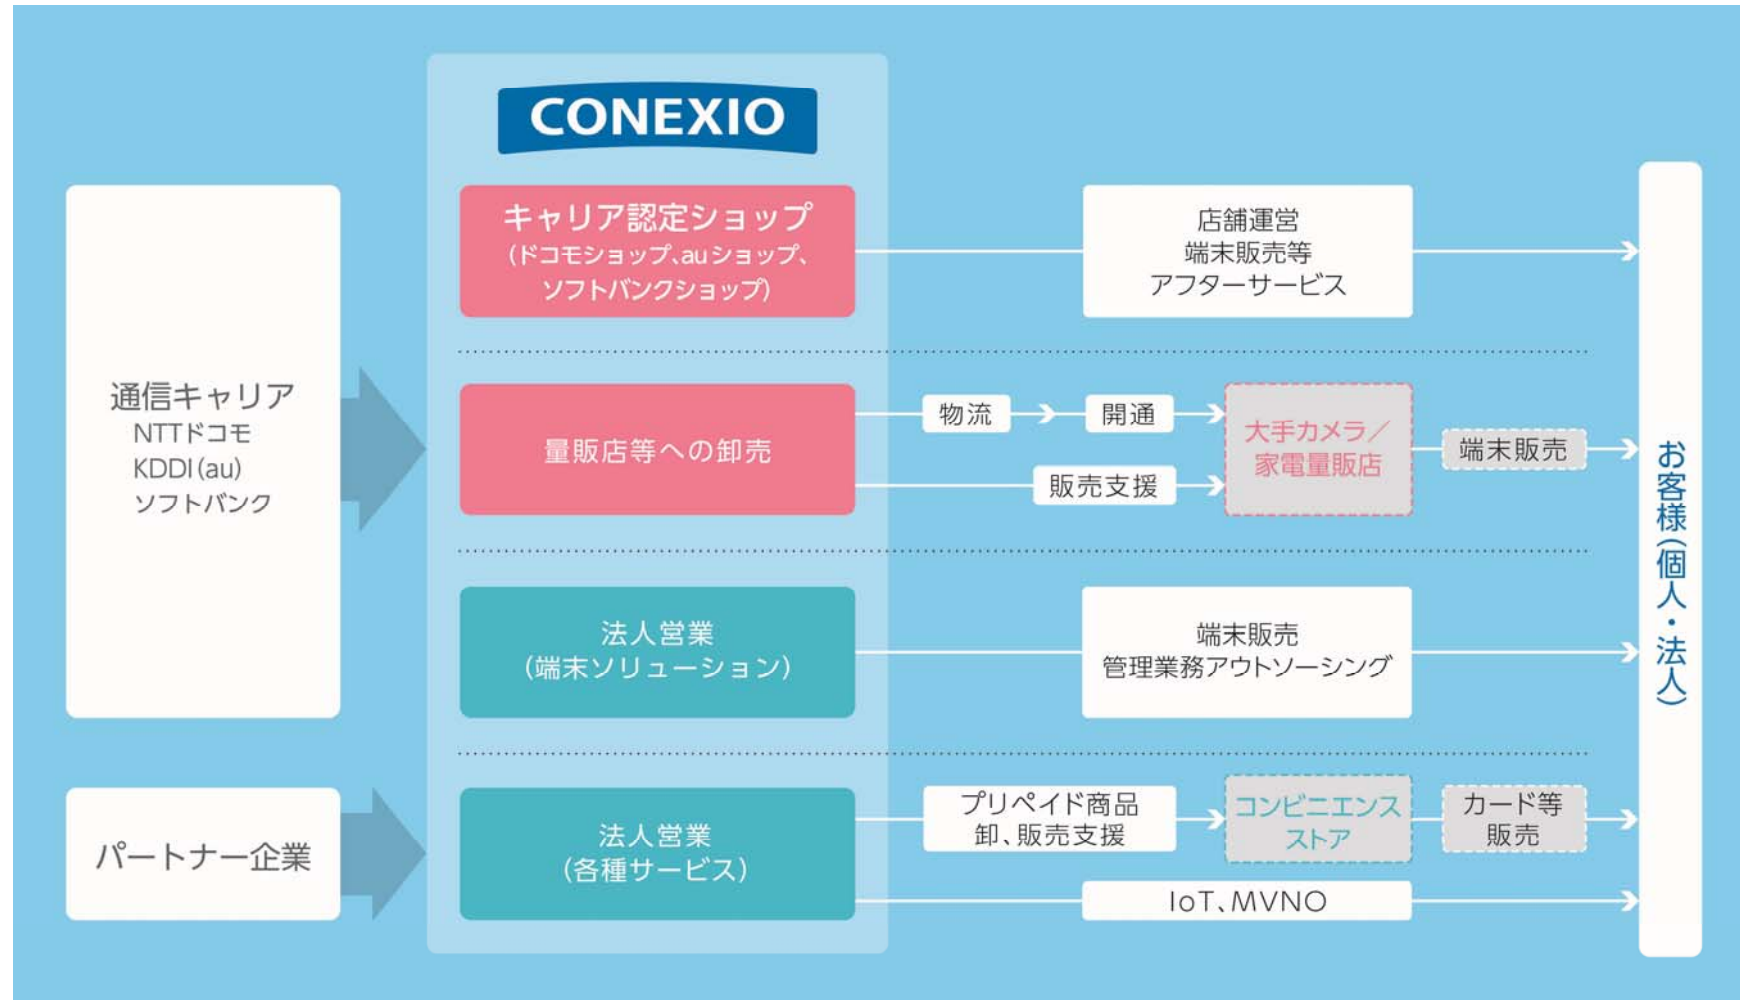 CONEXIO
通信キャリア
NTTドコモ
KDDI(au)
ソフトバンク
キャリア認定ショップ
(ドコモショップ、auショップ、
ソフトバンクショップ)
店舗運営
端末販売等
アフターサービス
量販店等への卸売
物流
開通
販売支援
大手カメラ／
家電量販店
端末販売
法人営業
(端末ソリューション)
端末販売
管理業務アウトソーシング
パートナー企業
法人営業
(各種サービス)
プリペイド商品
卸、販売支援
コンビニエンス
ストア
カード等
販売
IoT、MVNO
お客様(個人・法人)